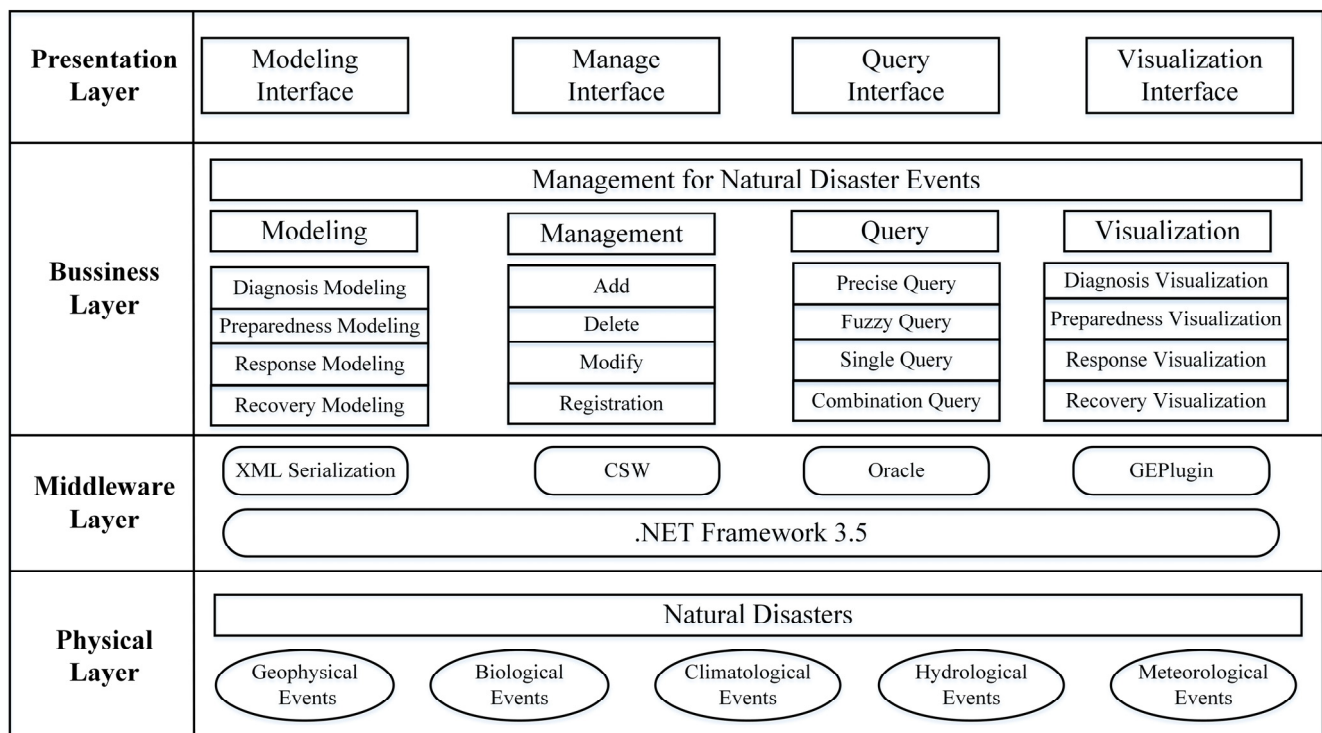 Presentation
Layer
Modeling
Interface
Manage
Interface
Query
Interface
Visualization
Interface
Bussiness
Layer
Management for Natural Disaster Events
Modeling
Diagnosis Modeling
Preparedness Modeling
Response Modeling
Recovery Modeling
Management
Add
Delete
Modify
Registration
Query
Precise Query
Fuzzy Query
Single Query
Combination Query
Visualization
Diagnosis Visualization
Preparedness Visualization
Response Visualization
Recovery Visualization
Middleware
Layer
XML Serialization
CSW
Oracle
GEPlugin
.NET Framework 3.5
Physical
Layer
Natural Disasters
Geophysical
Events
Biological
Events
Climatological
Events
Hydrological
Events
Meteorological
Events